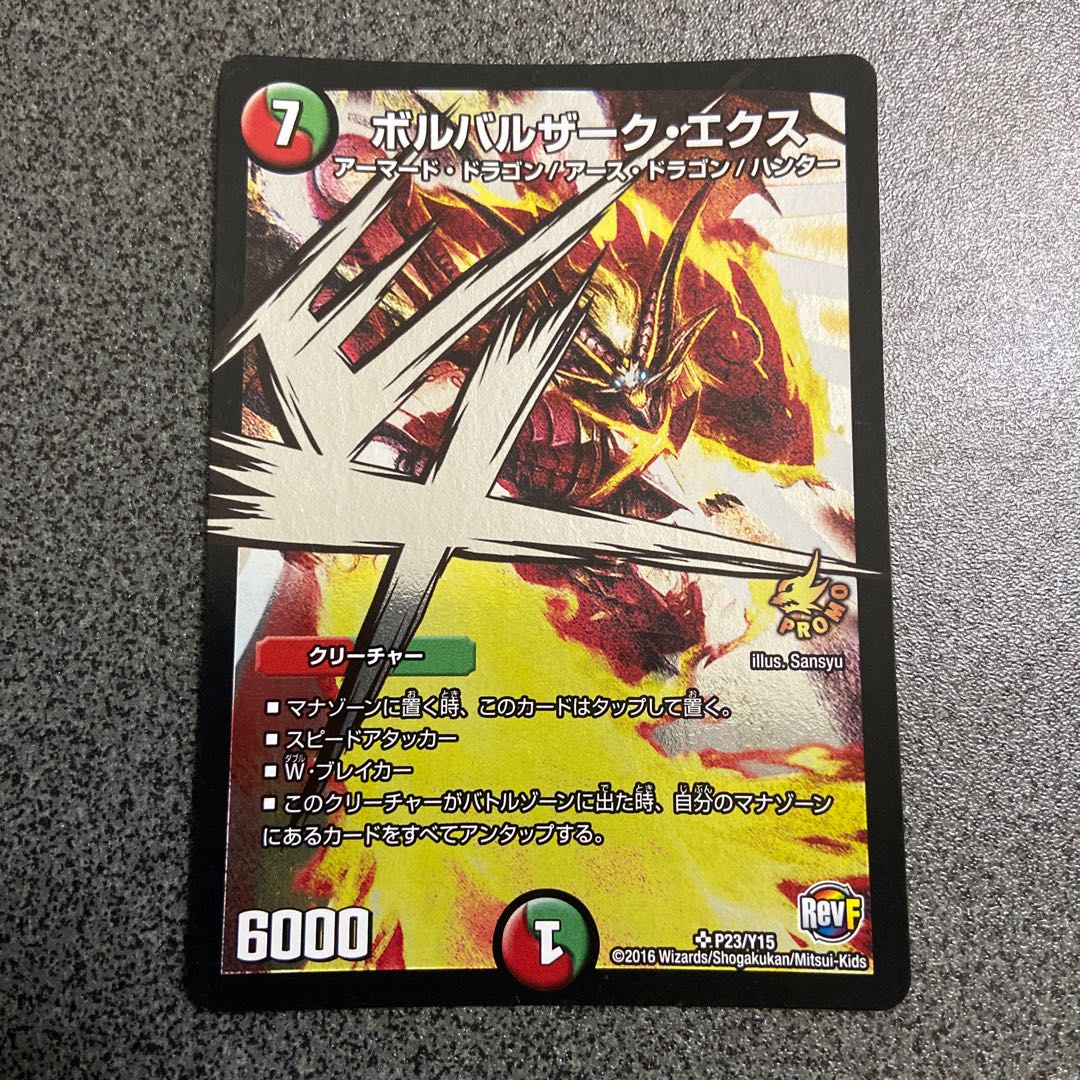 7
ボルバルザーク・エクス
アーマード・ドラゴン/アース・ドラゴン/ハンター
PROMO
illus. Sansyu
クリーチャー
■ マナゾーンに置く時、このカードはタップして置く。
■ スピードアタッカー
■ W・ブレイカー
■ このクリーチャーがバトルゾーンに出た時、自分のマナゾーン
にあるカードをすべてアンタップする。
6000
1
RevF
P23/Y15
©2016 Wizards/Shogakukan/Mitsui-Kids